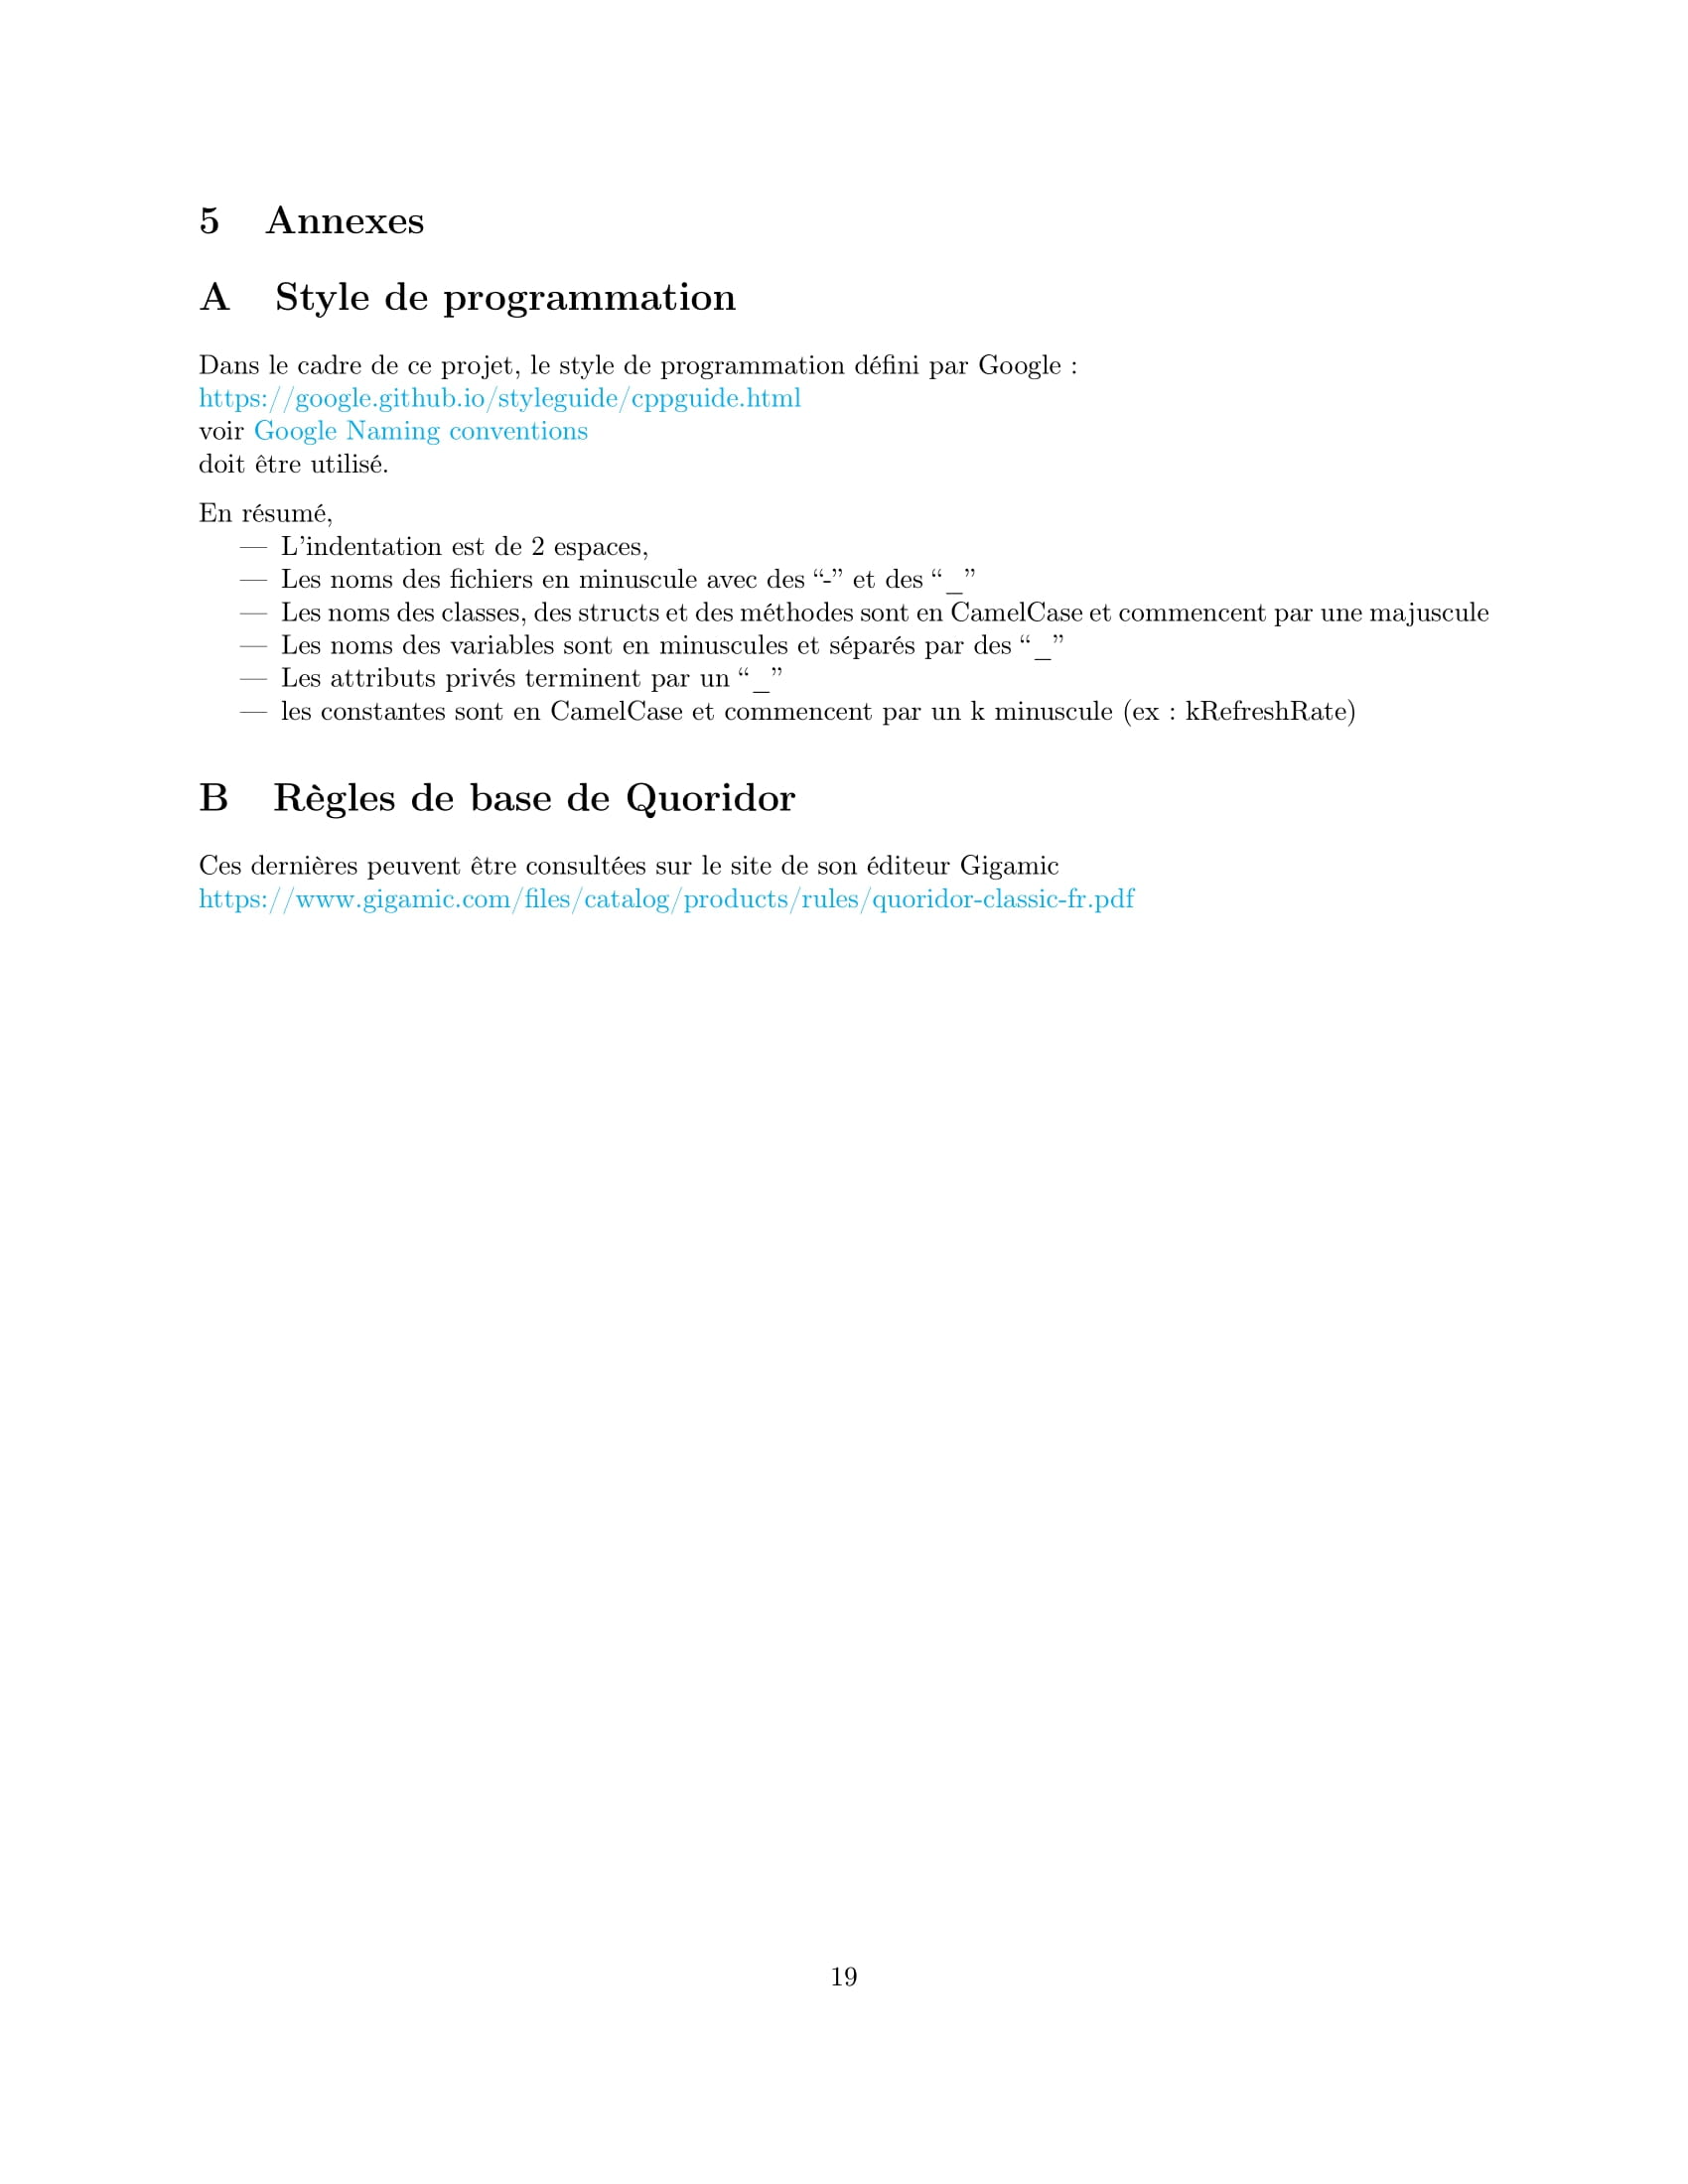 5 Annexes
A Style de programmation
Dans le cadre de ce projet, le style de programmation défini par Google :
https://google.github.io/styleguide/cppguide.html
voir Google Naming conventions
doit être utilisé.
En résumé,
— L’indentation est de 2 espaces,
— Les noms des fichiers en minuscule avec des “-” et des “_”
— Les noms des classes, des structs et des méthodes sont en CamelCase et commencent par une majuscule
— Les noms des variables sont en minuscules et séparés par des “_”
— Les attributs privés terminent par un “_”
— les constantes sont en CamelCase et commencent par un k minuscule (ex : kRefreshRate)
B Règles de base de Quoridor
Ces dernières peuvent être consultées sur le site de son éditeur Gigamic
https://www.gigamic.com/files/catalog/products/rules/quoridor-classic-fr.pdf
19